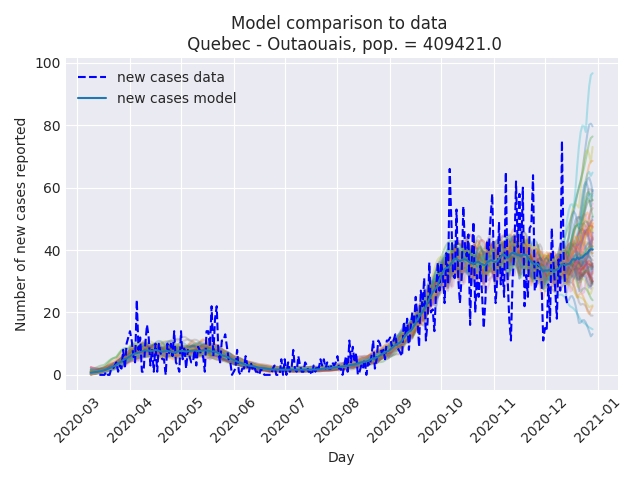 Model comparison to data
Quebec - Outaouais, pop. = 409421.0
new cases data
new cases model
Number of new cases reported
100
80
60
40
20
0
2020-03
2020-04
2020-05
2020-06
2020-07
2020-08
2020-09
2020-10
2020-11
2020-12
2021-01
Day